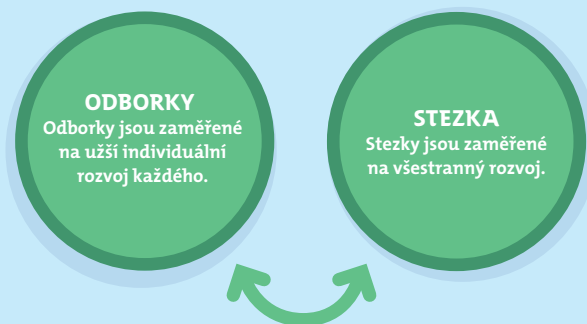 ODBORKY
Odborky jsou zaměřené
na užší individuální
rozvoj každého.
STEZKA
Stezky jsou zaměřené
na všestranný rozvoj.